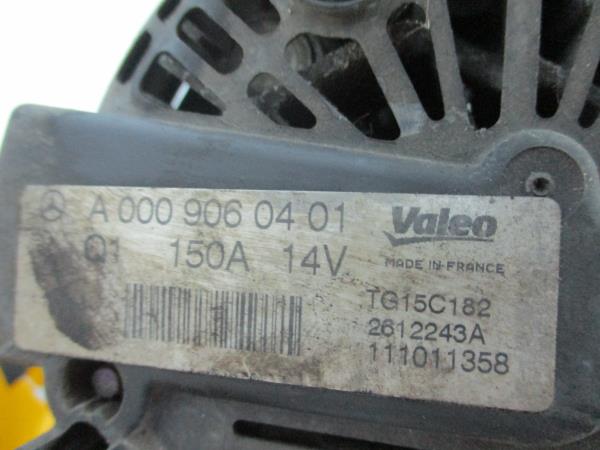 A 000 906 04 01
Q1 150A 14V
Valeo
MADE IN FRANCE
TG15C182
2612243A
111011358